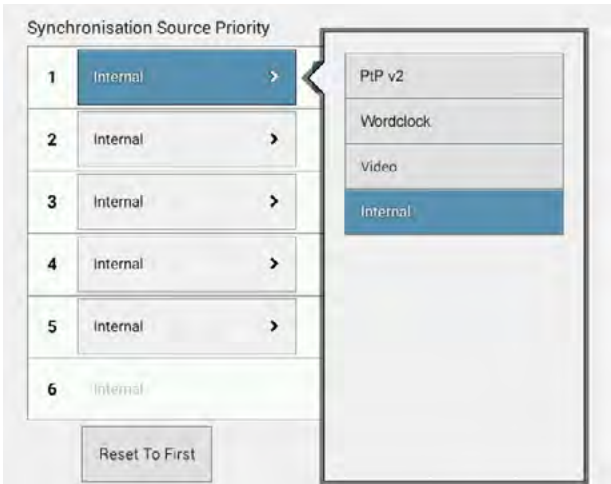 Synchronisation Source Priority
1 Internal
2 Internal
3 Internal
4 Internal
5 Internal
6 Internal
Reset To First
PtP v2
Wordclock
Video
Internal